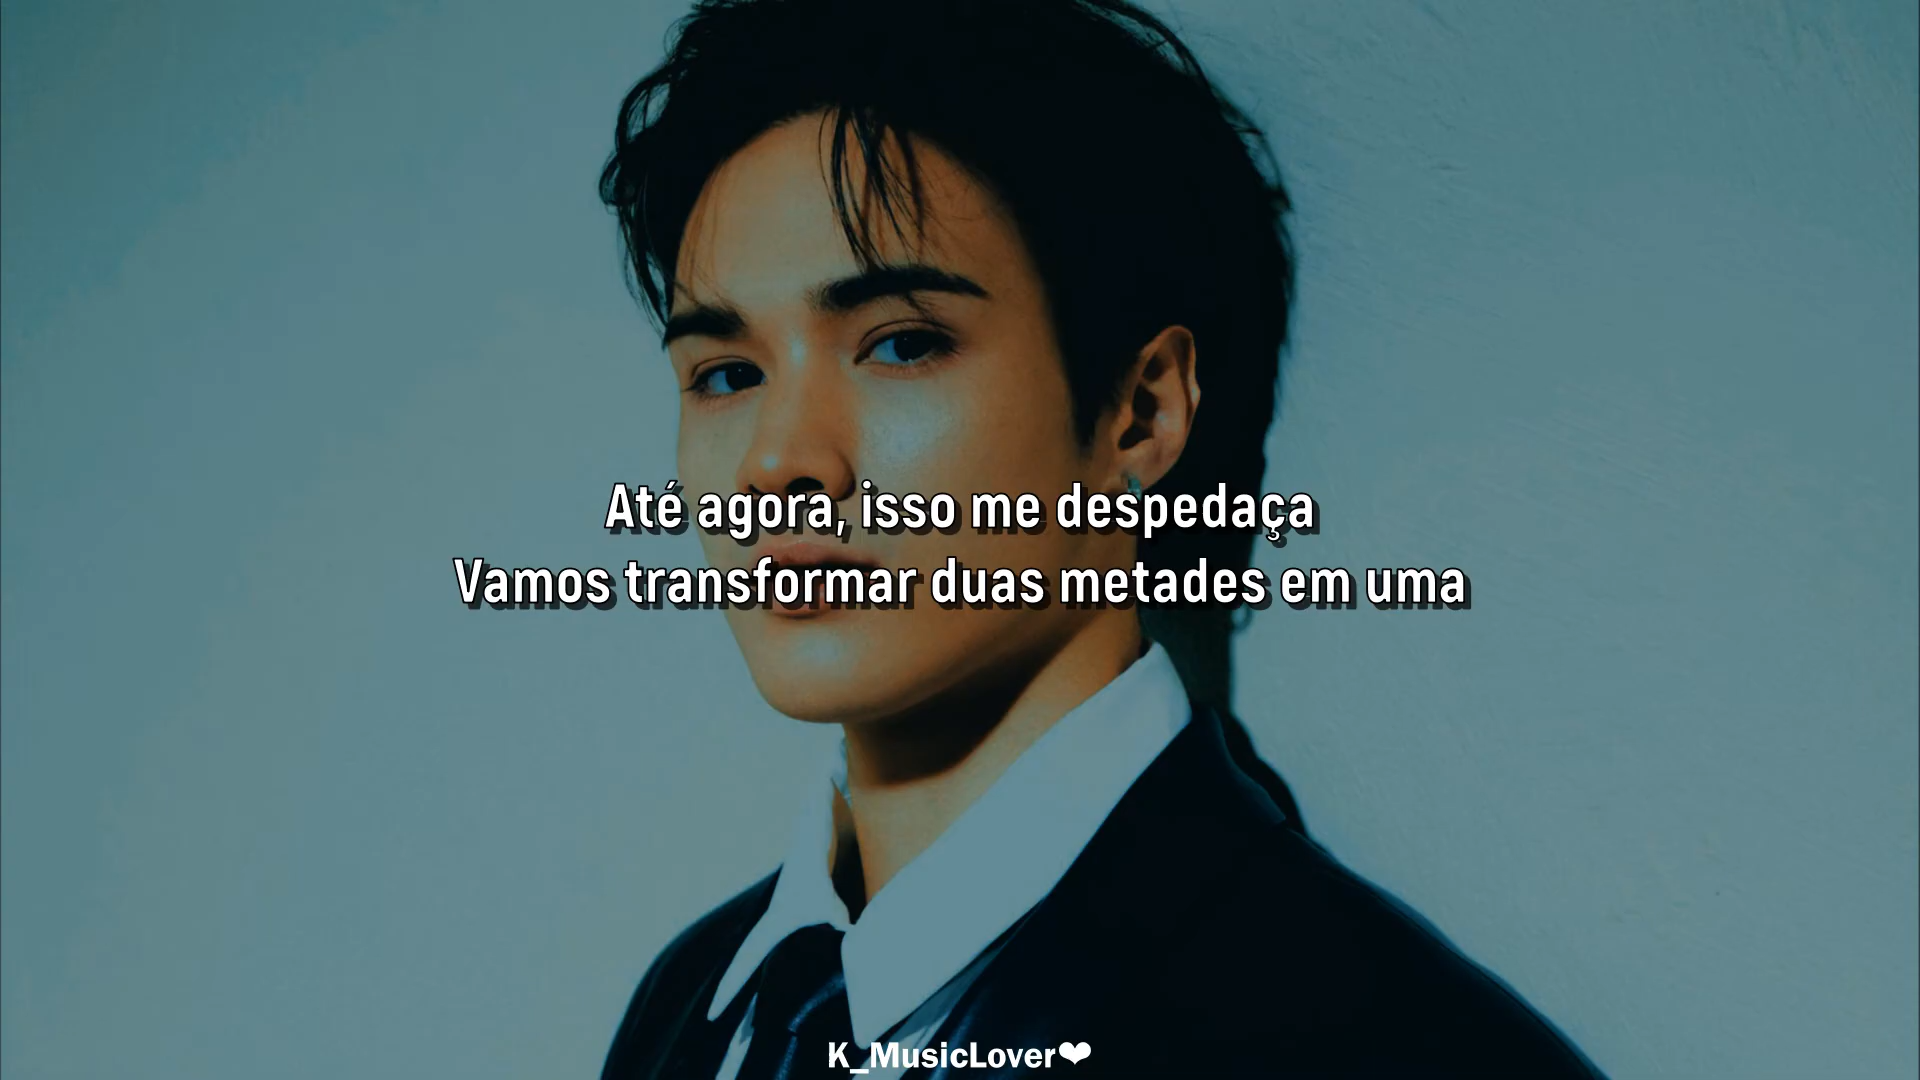 Até agora, isso me despedaça
Vamos transformar duas metades em uma
K_MusicLover❤